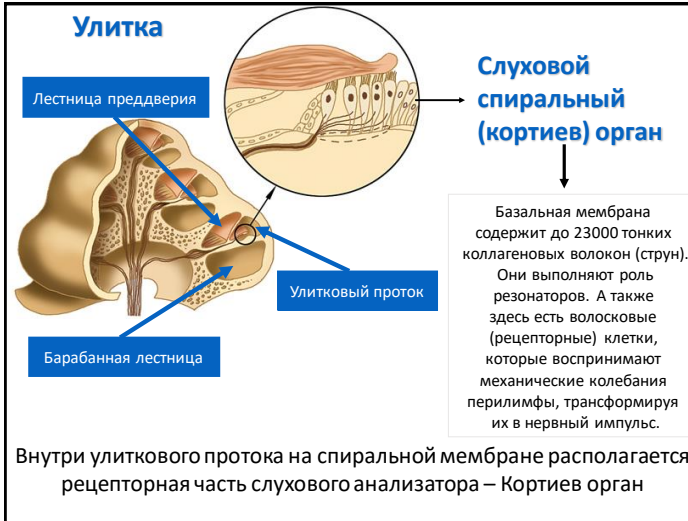 Улитка
Лестница преддверия
Слуховой
спиральный
(кортиев) орган
Базальная мембрана
содержит до 23000 тонких
коллагеновых волокон (струн).
Они выполняют роль
резонаторов. А также
здесь есть волосковые
(рецепторные) клетки,
которые воспринимают
механические колебания
перилимфы, трансформируя
их в нервный импульс.
Улитковый проток
Барабанная лестница
Внутри улиткового протока на спиральной мембране располагается
рецепторная часть слухового анализатора – Кортиев орган